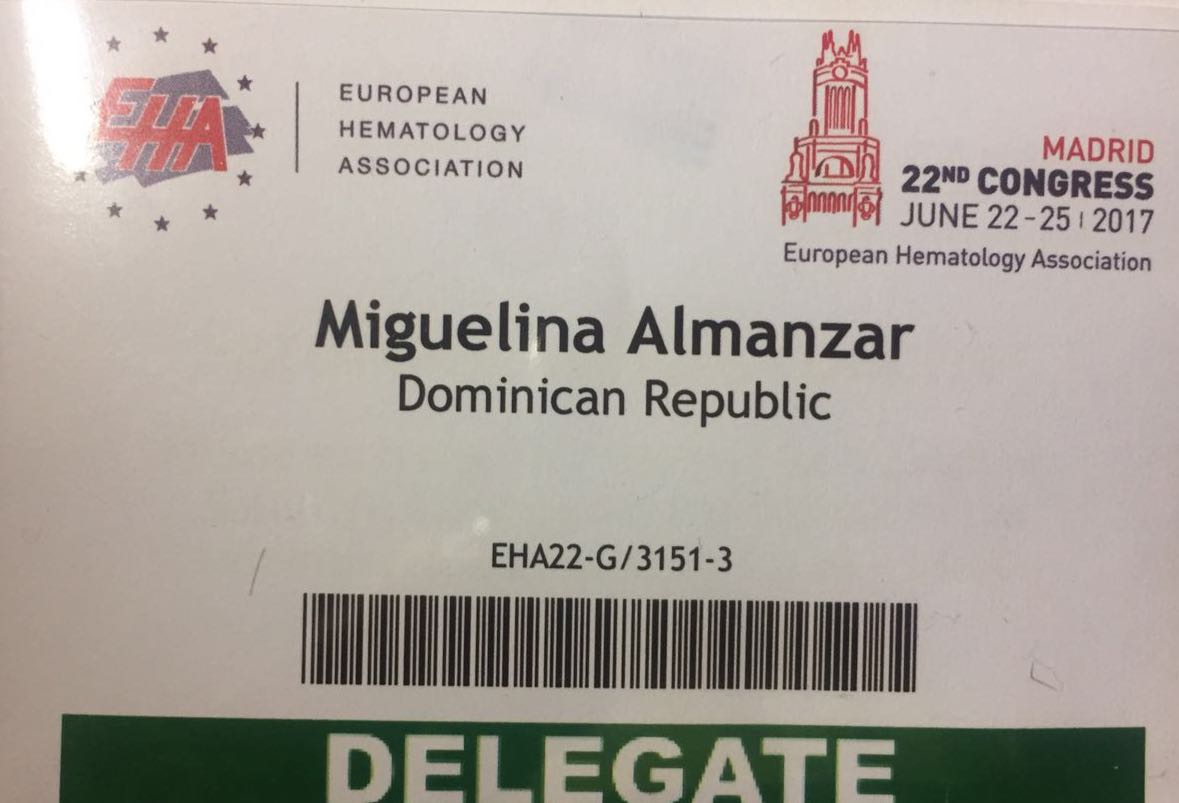 EHA
EUROPEAN
HEMATOLOGY
ASSOCIATION
MADRID
22ND CONGRESS
JUNE 22-25 | 2017
European Hematology Association
Miguelina Almanzar
Dominican Republic
EHA22-G/3151-3
DELEGATE